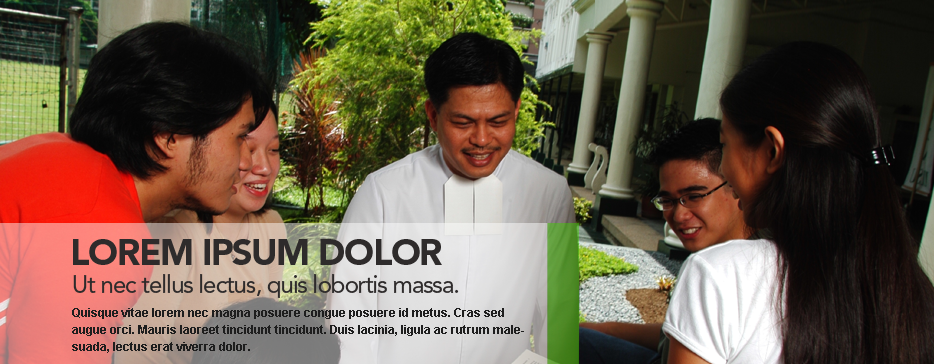 LOREM IPSUM DOLOR
Ut nec tellus lectus, quis lobortis massa.
Quisque vitae lorem nec magna posuere congue posuere id metus. Cras sed
augue orci. Mauris laoreet tincidunt tincidunt. Duis lacinia, ligula ac rutrum male-
suada, lectus erat viverra dolor.